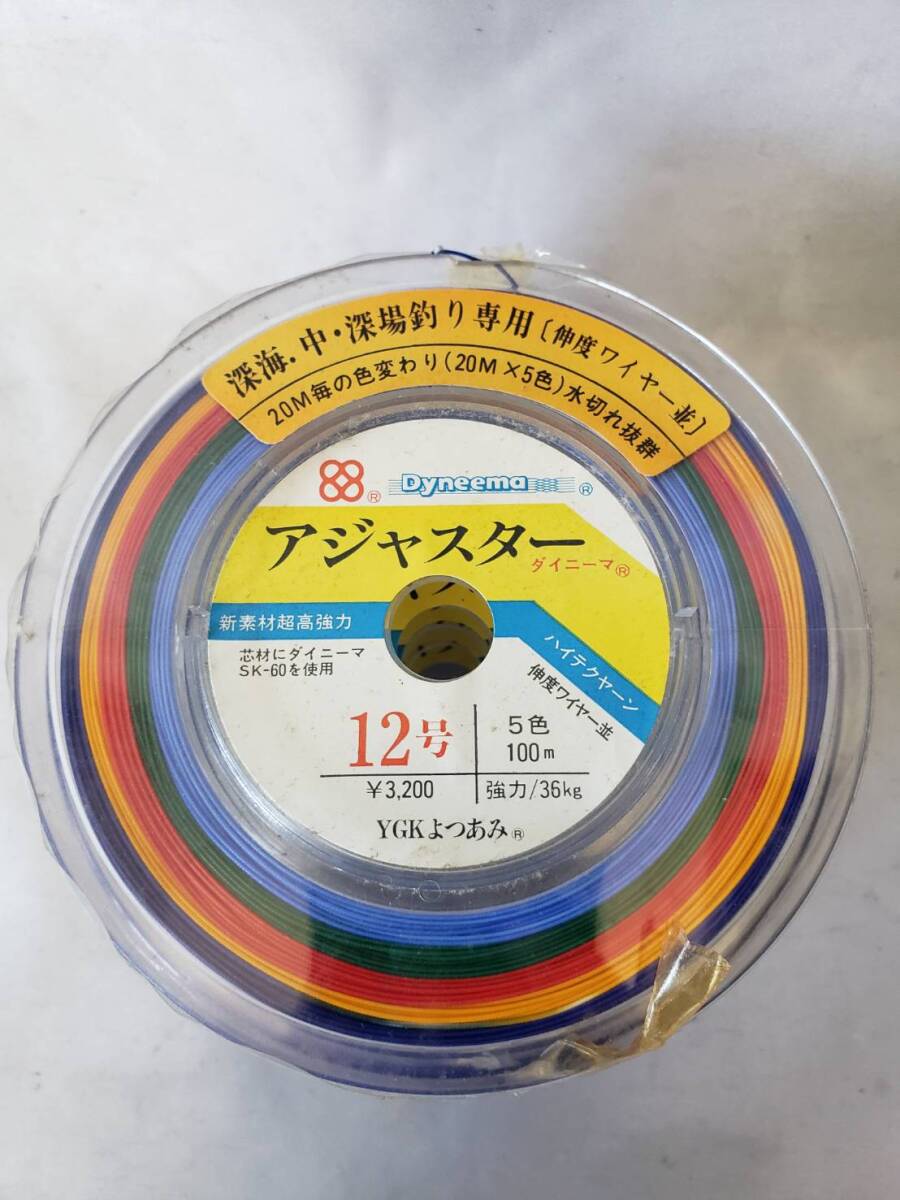 深海.中・深場釣り専用〔伸度ワイヤー並〕
20M毎の色変わり(20M×5色)水切れ抜群
® Dyneema ®
アジャスター
ダイニーマ®
新素材超高強力
芯材にダイニーマ
SK-60を使用
ハイテクヤーン
伸度ワイヤー並
12号
5色
100m
¥3,200
強力/36kg
YGKよつあみ®